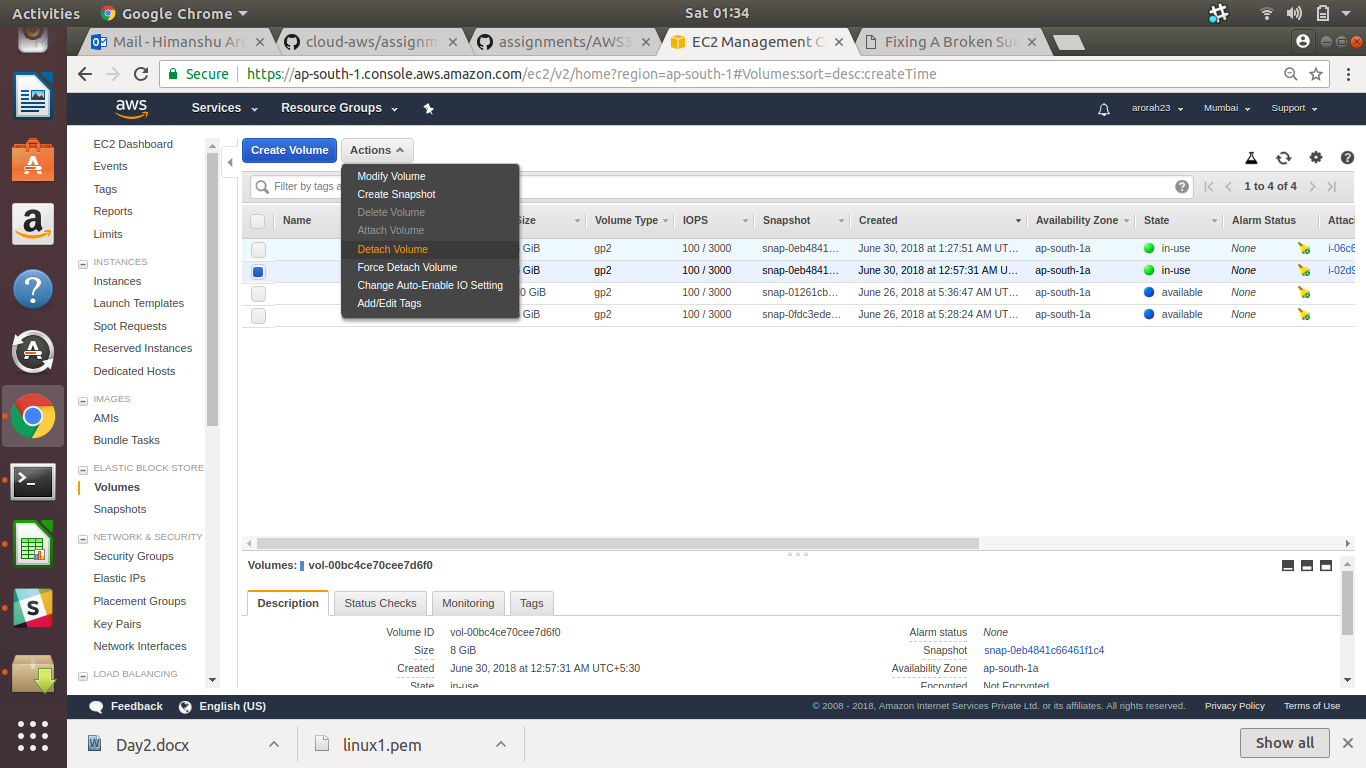 Activities
Google Chrome
Sat 01:34
Mail - Himanshu Aro
cloud-aws/assignm
assignments/AWS3
EC2 Management C
Fixing A Broken Sud
Secure
https://ap-south-1.console.aws.amazon.com/ec2/v2/home?region=ap-south-1#Volumes:sort=desc:createTime
aws
Services
Resource Groups
arorah23
Mumbai
Support
EC2 Dashboard
Events
Tags
Reports
Limits
INSTANCES
Instances
Launch Templates
Spot Requests
Reserved Instances
Dedicated Hosts
IMAGES
AMIs
Bundle Tasks
ELASTIC BLOCK STORE
Volumes
Snapshots
NETWORK & SECURITY
Security Groups
Elastic IPs
Placement Groups
Key Pairs
Network Interfaces
LOAD BALANCING
Create Volume
Actions
Modify Volume
Create Snapshot
Delete Volume
Attach Volume
Detach Volume
Force Detach Volume
Change Auto-Enable IO Setting
Add/Edit Tags
Filter by tags a
1 to 4 of 4
Name Size Volume Type IOPS Snapshot Created Availability Zone State Alarm Status Attach
GiB gp2 100 / 3000 snap-0eb4841... June 30, 2018 at 1:27:51 AM UT... ap-south-1a in-use None i-06c6
GiB gp2 100 / 3000 snap-0eb4841... June 30, 2018 at 12:57:31 AM U... ap-south-1a in-use None i-02d9
0 GiB gp2 100 / 3000 snap-01261cb... June 26, 2018 at 5:36:47 AM UT... ap-south-1a available None
GiB gp2 100 / 3000 snap-0fdc3ede... June 26, 2018 at 5:28:24 AM UT... ap-south-1a available None
Volumes: vol-00bc4ce70cee7d6f0
Description
Status Checks
Monitoring
Tags
Volume ID vol-00bc4ce70cee7d6f0
Alarm status None
Size 8 GiB
Snapshot snap-0eb4841c66461f1c4
Created June 30, 2018 at 12:57:31 AM UTC+5:30
Availability Zone ap-south-1a
State in-use
Encrypted Not Encrypted
Feedback
English (US)
© 2008 - 2018, Amazon Internet Services Private Ltd. or its affiliates. All rights reserved.
Privacy Policy
Terms of Use
Day2.docx
linux1.pem
Show all